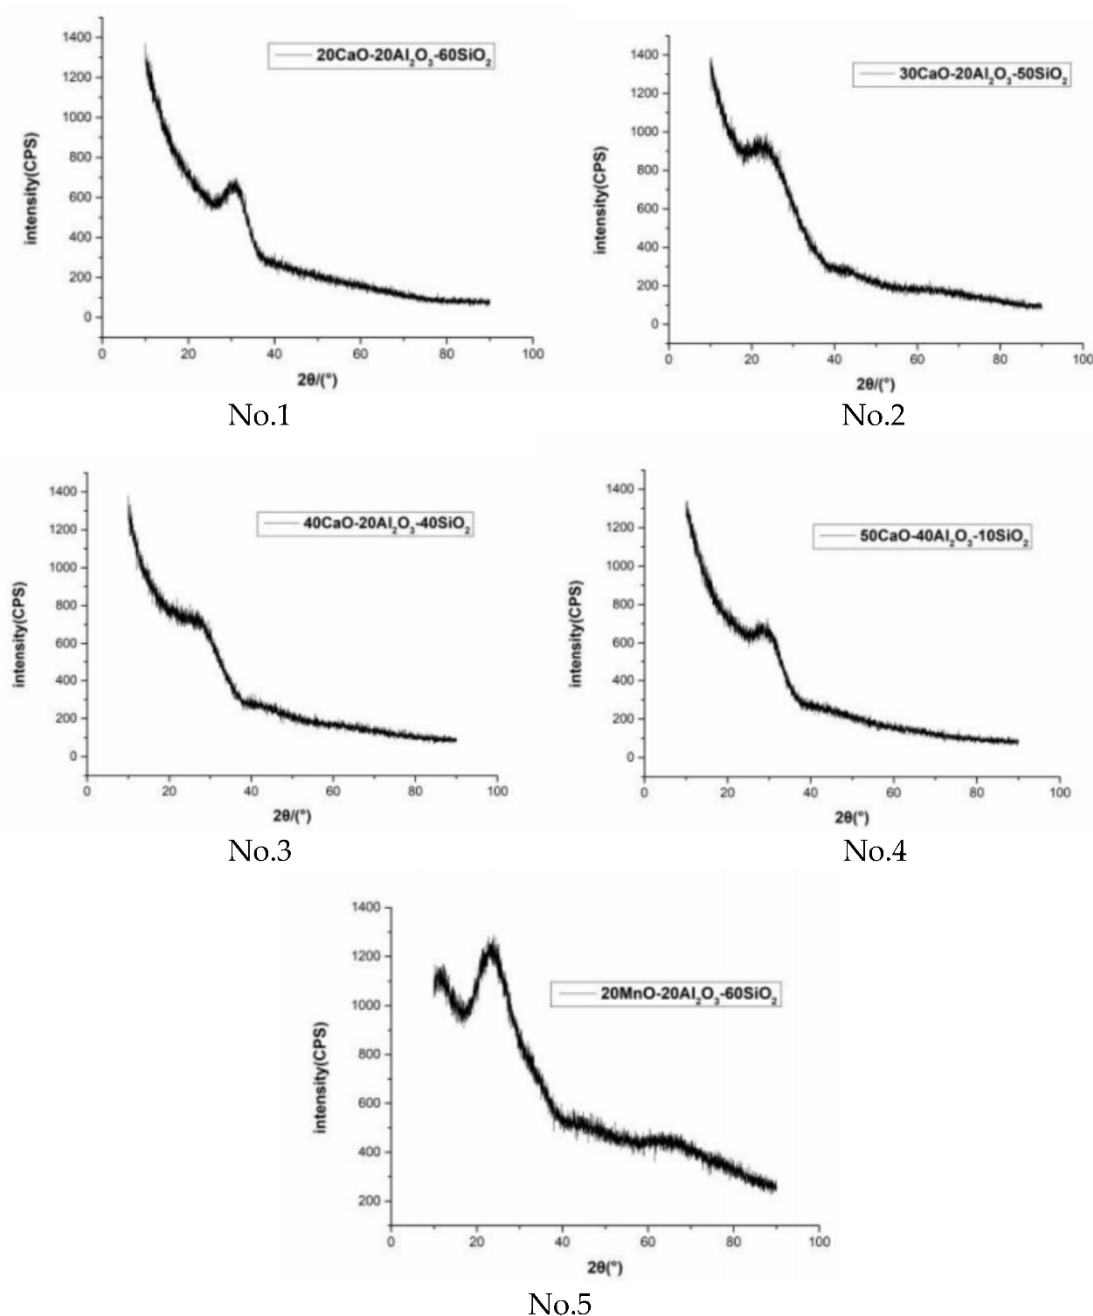 1400
1200
1000
800
600
400
200
0
intensity(CPS)
20CaO-20Al₂O₃-60SiO₂
0 20 40 60 80 100
2θ/(°)
No.1
1400
1200
1000
800
600
400
200
0
intensity(CPS)
30CaO-20Al₂O₃-50SiO₂
0 20 40 60 80 100
2θ/(°)
No.2
1400
1200
1000
800
600
400
200
0
intensity(CPS)
40CaO-20Al₂O₃-40SiO₂
0 20 40 60 80 100
2θ/(°)
No.3
1400
1200
1000
800
600
400
200
0
intensity(CPS)
50CaO-40Al₂O₃-10SiO₂
0 20 40 60 80 100
2θ(°)
No.4
1400
1200
1000
800
600
400
200
intensity(CPS)
20MnO-20Al₂O₃-60SiO₂
0 20 40 60 80 100
2θ(°)
No.5